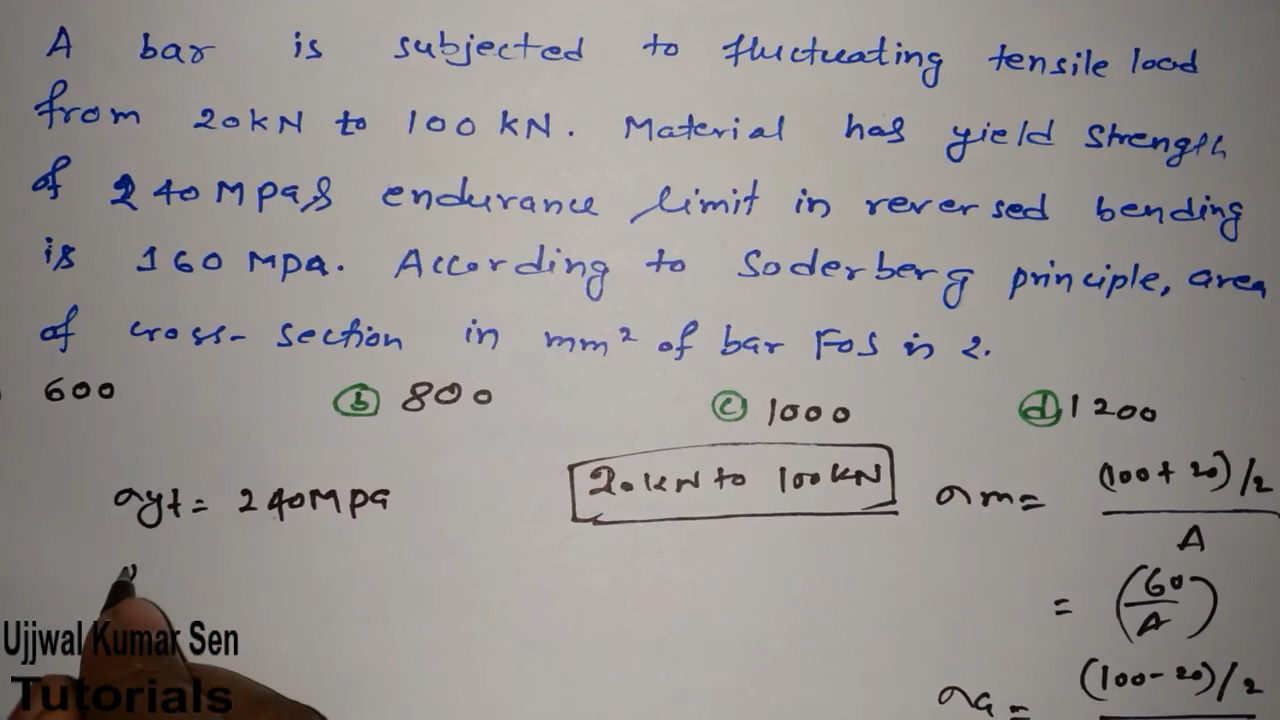 A bar is subjected to fluctuating tensile load
from 20kN to 100 kN. Material has yield strength
of 240MPa & endurance limit in reversed bending
is 160 MPa. According to Soderberg principle, area
of cross-section in mm² of bar FOS is 2.
600 (b) 800 (c) 1000 (d) 1200
σyt = 240MPa
20kN to 100kN
σm = (100+20)/2
A
= (60/A)
σa = (100-20)/2
Ujjwal Kumar Sen
Tutorials